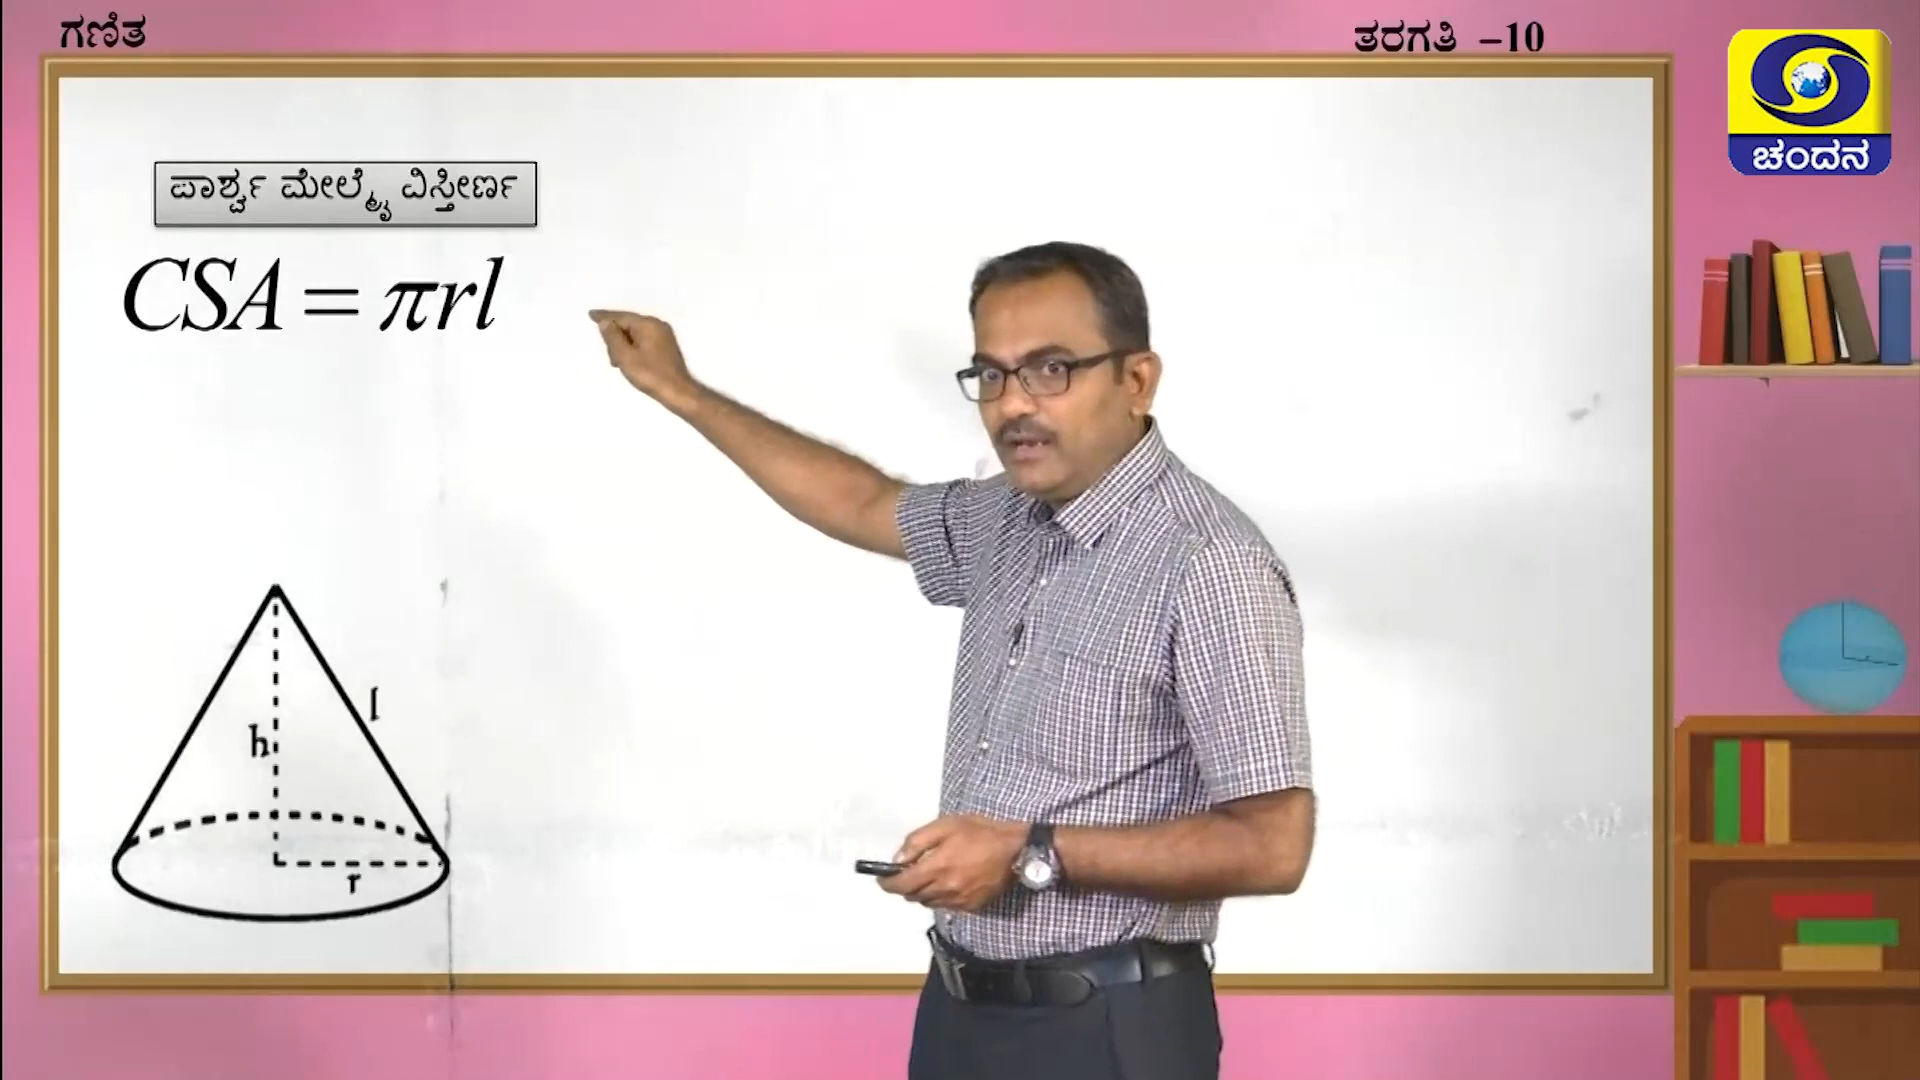 ಗಣಿತ
ತರಗತಿ –10
ಚಂದನ
ಪಾರ್ಶ್ವ ಮೇಲ್ಮೈ ವಿಸ್ತೀರ್ಣ
CSA = πrl
h
l
r